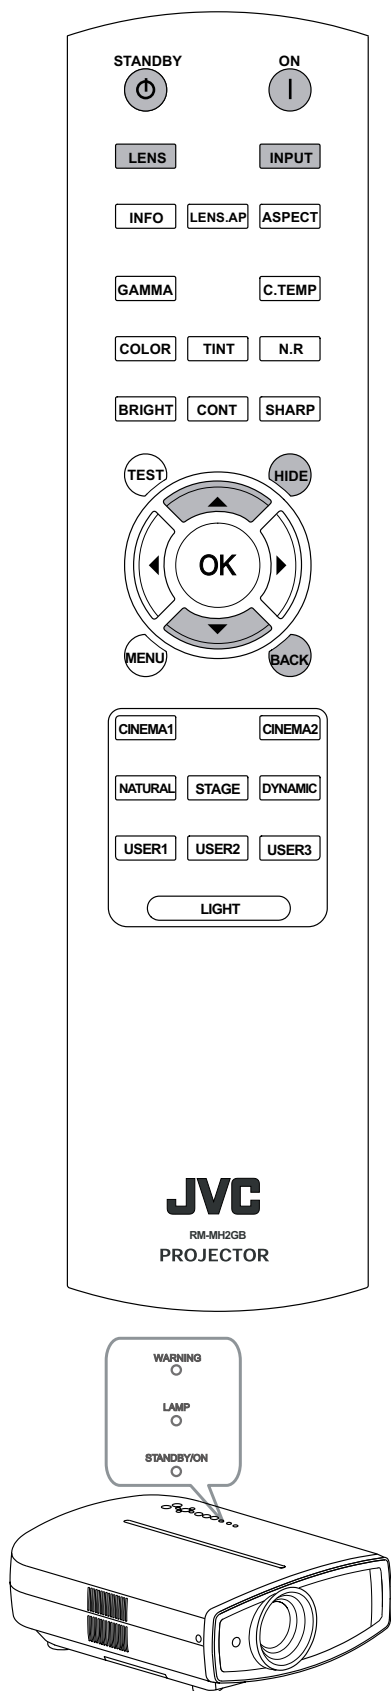 STANDBY ON
LENS INPUT
INFO LENS.AP ASPECT
GAMMA C.TEMP
COLOR TINT N.R
BRIGHT CONT SHARP
TEST HIDE
OK
MENU BACK
CINEMA1 CINEMA2
NATURAL STAGE DYNAMIC
USER1 USER2 USER3
LIGHT
JVC
RM-MH2GB
PROJECTOR
WARNING
LAMP
STANDBY/ON